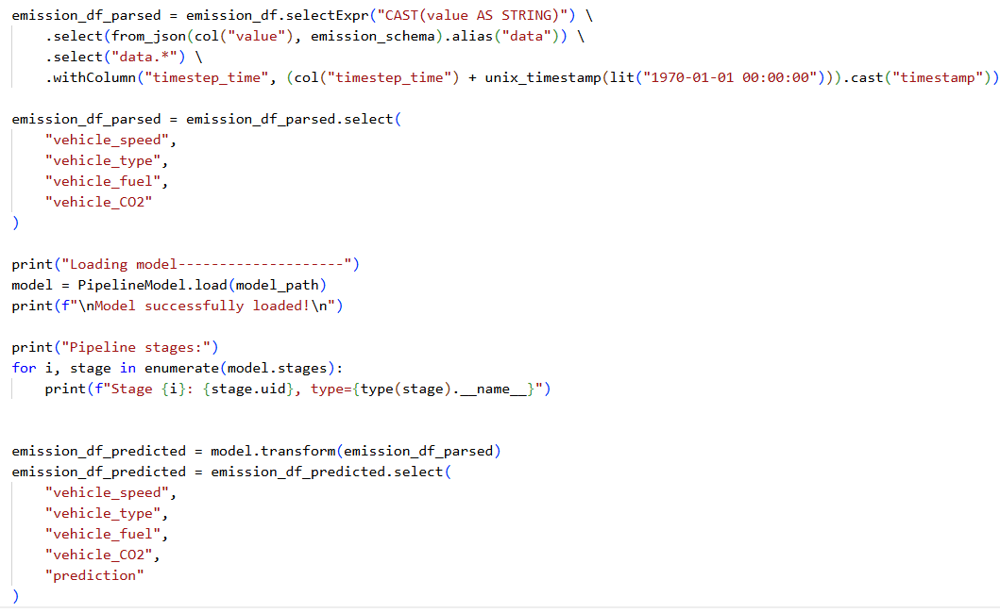 emission_df_parsed = emission_df.selectExpr("CAST(value AS STRING)") \
    .select(from_json(col("value"), emission_schema).alias("data")) \
    .select("data.*") \
    .withColumn("timestep_time", (col("timestep_time") + unix_timestamp(lit("1970-01-01 00:00:00"))).cast("timestamp"))

emission_df_parsed = emission_df_parsed.select(
    "vehicle_speed",
    "vehicle_type",
    "vehicle_fuel",
    "vehicle_CO2"
)

print("Loading model--------------------")
model = PipelineModel.load(model_path)
print(f"\nModel successfully loaded!\n")

print("Pipeline stages:")
for i, stage in enumerate(model.stages):
    print(f"Stage {i}: {stage.uid}, type={type(stage).__name__}")


emission_df_predicted = model.transform(emission_df_parsed)
emission_df_predicted = emission_df_predicted.select(
    "vehicle_speed",
    "vehicle_type",
    "vehicle_fuel",
    "vehicle_CO2",
    "prediction"
)